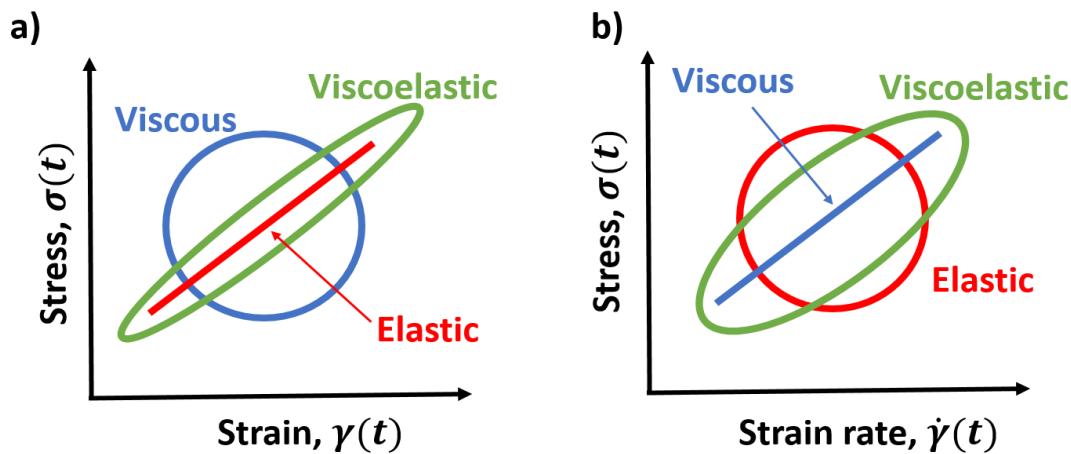 a)
Viscous
Viscoelastic
Elastic
Stress, σ(t)
Strain, γ(t)
b)
Viscous
Viscoelastic
Elastic
Stress, σ(t)
Strain rate, γ̇(t)